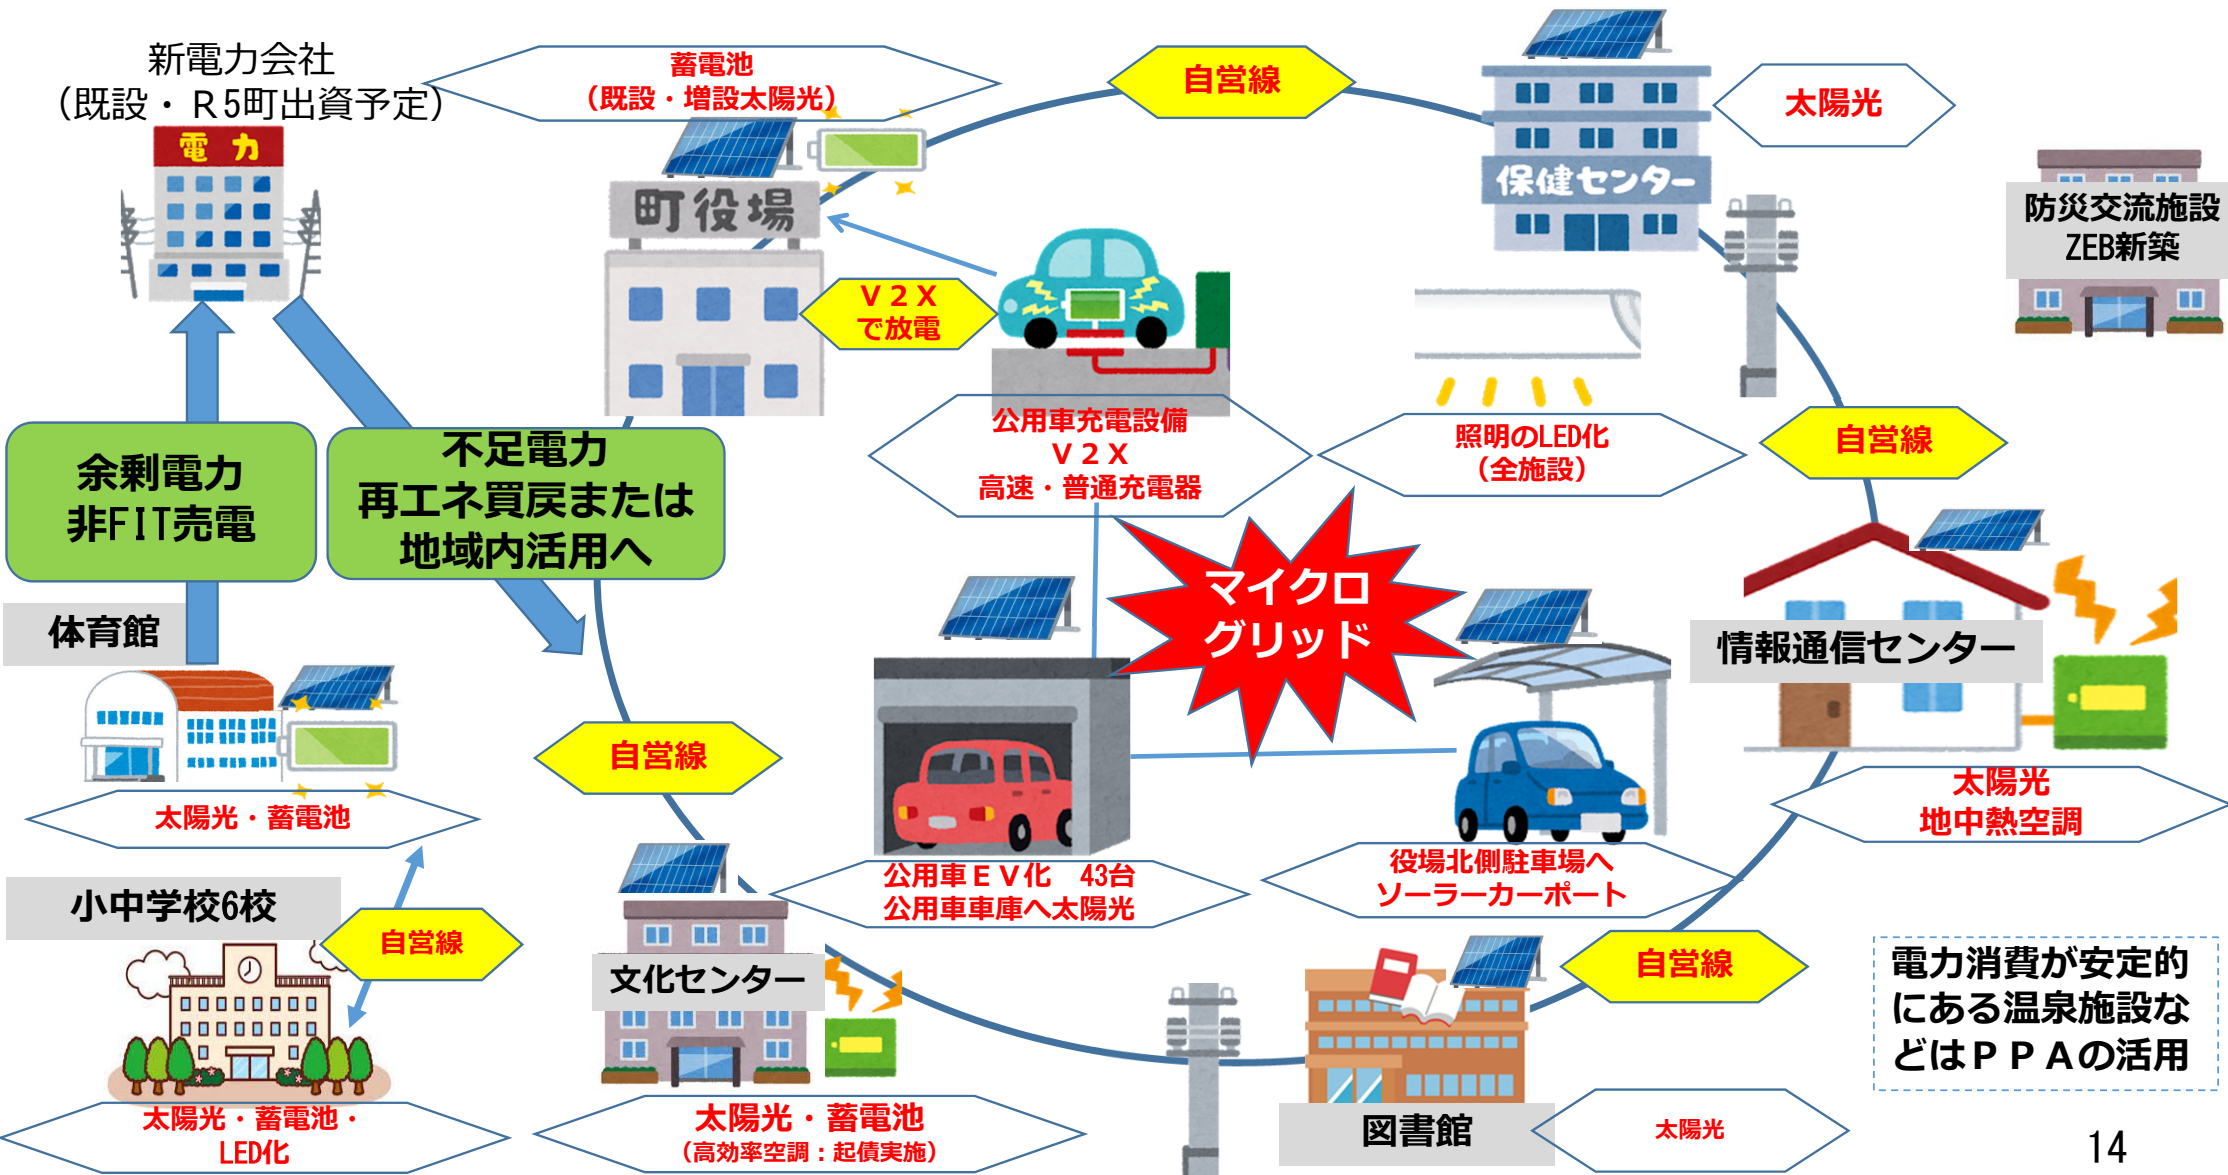 新電力会社
（既設・Ｒ5町出資予定）
電力
蓄電池
（既設・増設太陽光）
自営線
保健センター
太陽光
防災交流施設
ZEB新築
町役場
Ｖ２Ｘ
で放電
公用車充電設備
Ｖ２Ｘ
高速・普通充電器
照明のLED化
（全施設）
自営線
余剰電力
非FIT売電
不足電力
再エネ買戻または
地域内活用へ
マイクロ
グリッド
体育館
太陽光・蓄電池
自営線
情報通信センター
太陽光
地中熱空調
公用車ＥＶ化　43台
公用車車庫へ太陽光
役場北側駐車場へ
ソーラーカーポート
小中学校6校
自営線
太陽光・蓄電池・
LED化
文化センター
太陽光・蓄電池
（高効率空調：起債実施）
自営線
図書館
太陽光
電力消費が安定的
にある温泉施設な
どはＰＰＡの活用
14